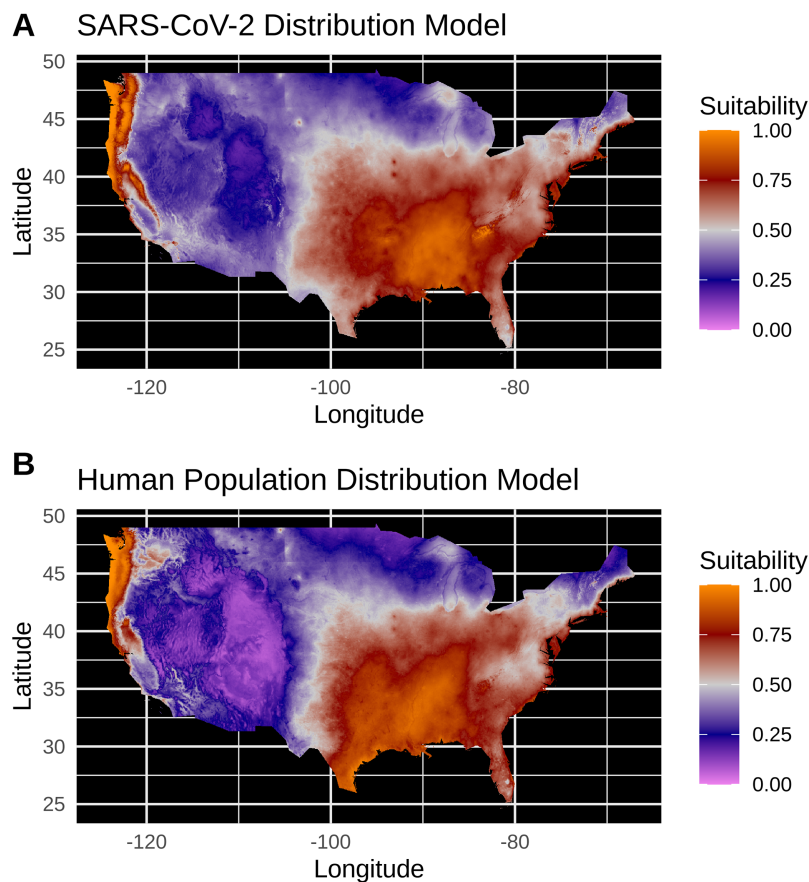 A
SARS-CoV-2 Distribution Model
50
45
40
35
30
25
Latitude
-120
-100
-80
Longitude
Suitability
1.00
0.75
0.50
0.25
0.00
B
Human Population Distribution Model
50
45
40
35
30
25
Latitude
-120
-100
-80
Longitude
Suitability
1.00
0.75
0.50
0.25
0.00